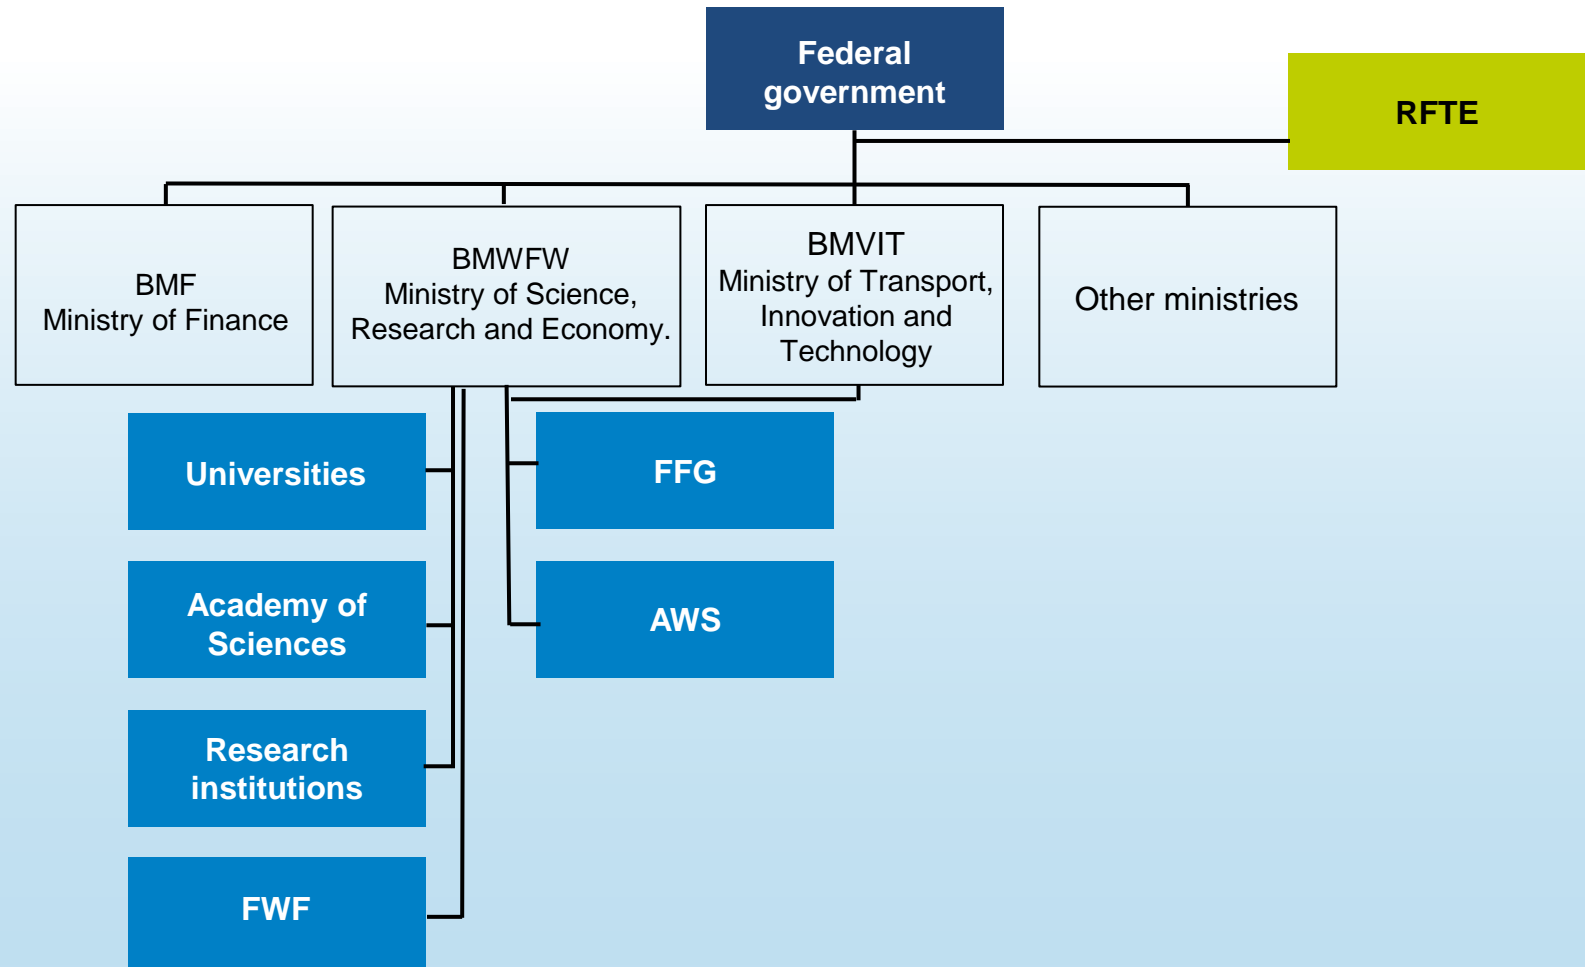 Federal
government
RFTE
BMF
Ministry of Finance
BMWFW
Ministry of Science,
Research and Economy.
BMVIT
Ministry of Transport,
Innovation and
Technology
Other ministries
Universities
FFG
Academy of
Sciences
AWS
Research
institutions
FWF